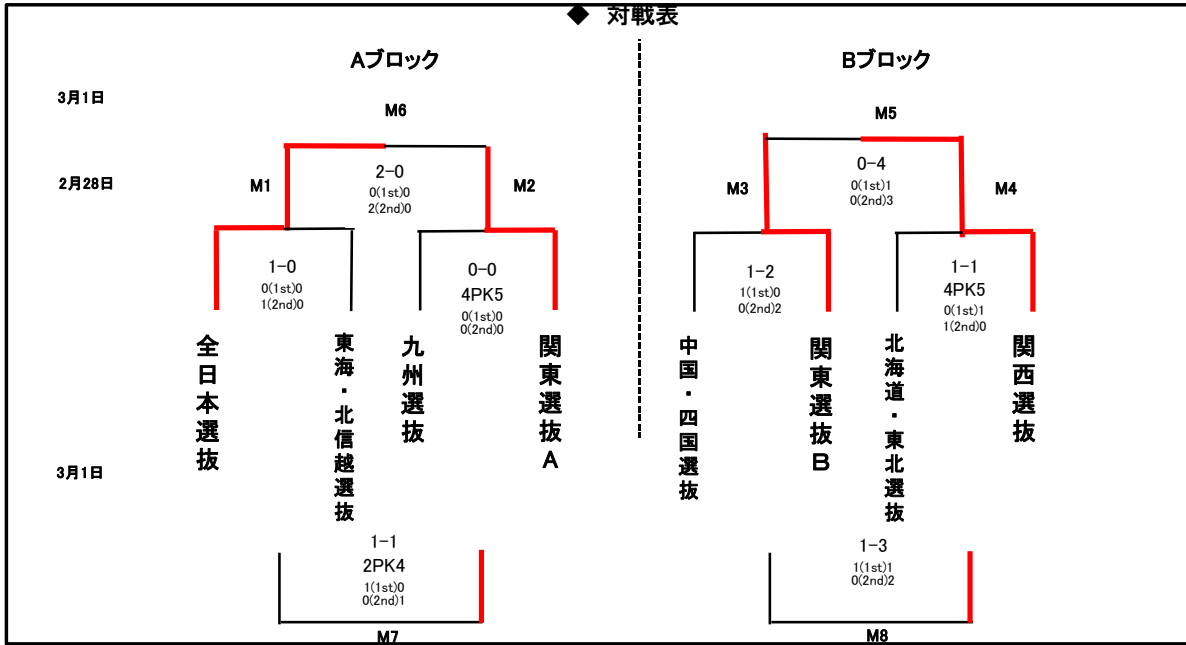 ◆ 対戦表
Aブロック
Bブロック
3月1日
M6
M5
2月28日
M1
2-0
0(1st)0
2(2nd)0
M2
M3
0-4
0(1st)1
0(2nd)3
M4
1-0
0(1st)0
1(2nd)0
0-0
4PK5
0(1st)0
0(2nd)0
1-2
1(1st)0
0(2nd)2
1-1
4PK5
0(1st)1
1(2nd)0
全日本選抜
東海・北信越選抜
九州選抜
関東選抜A
中国・四国選抜
関東選抜B
北海道・東北選抜
関西選抜
3月1日
1-1
2PK4
1(1st)0
0(2nd)1
M7
1-3
1(1st)1
0(2nd)2
M8